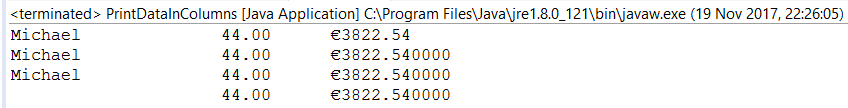 <terminated> PrintDataInColumns [Java Application] C:\Program Files\Java\jre1.8.0_121\bin\javaw.exe (19 Nov 2017, 22:26:05)
Michael 44.00 €3822.54
Michael 44.00 €3822.540000
Michael 44.00 €3822.540000
44.00 €3822.540000